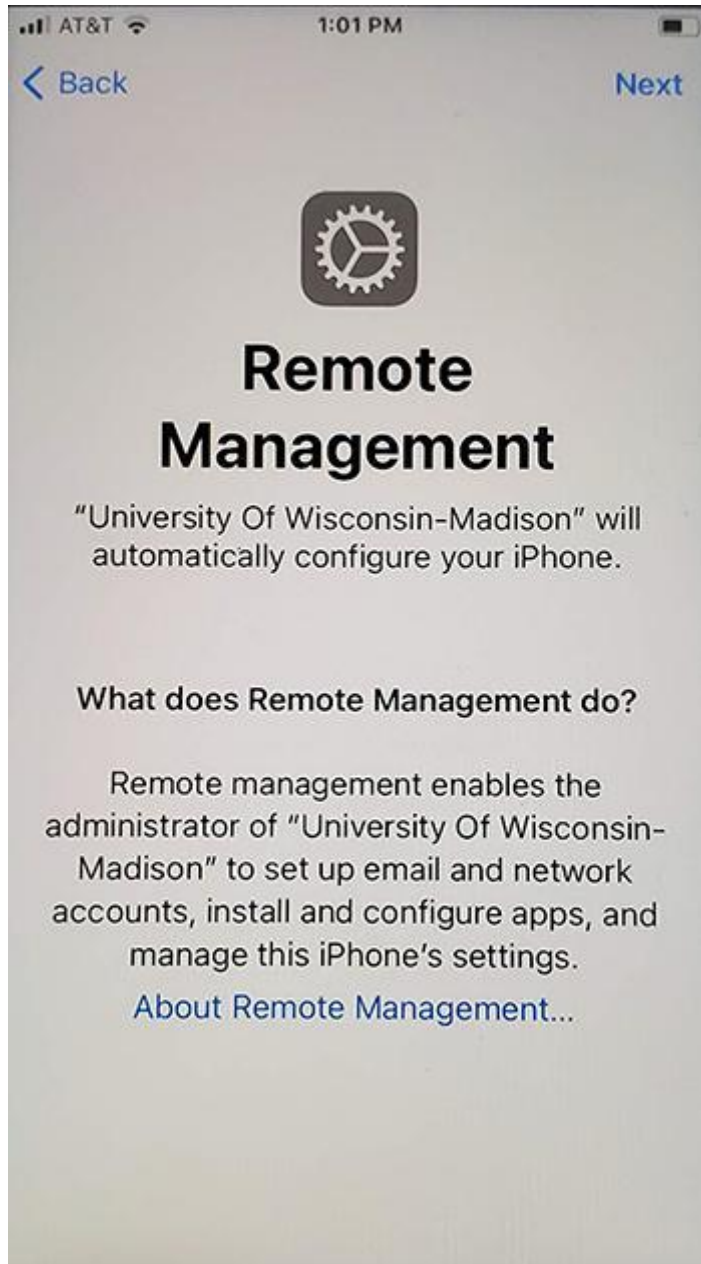 AT&T 1:01 PM
Back Next
Remote
Management
“University Of Wisconsin-Madison” will
automatically configure your iPhone.
What does Remote Management do?
Remote management enables the
administrator of “University Of Wisconsin-
Madison” to set up email and network
accounts, install and configure apps, and
manage this iPhone’s settings.
About Remote Management...